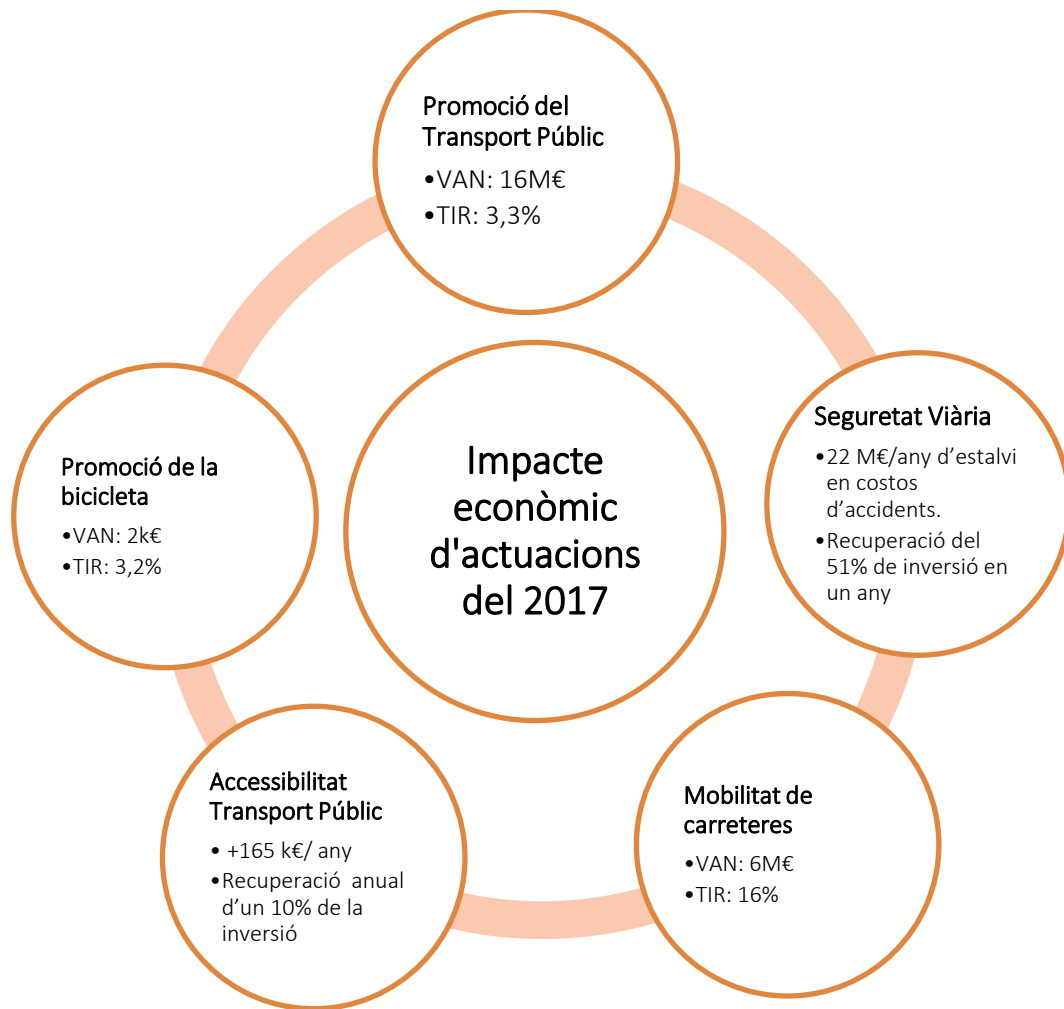 Promoció del
Transport Públic
•VAN: 16M€
•TIR: 3,3%
Seguretat Viària
•22 M€/any d’estalvi
en costos
d’accidents.
•Recuperació del
51% de inversió en
un any
Mobilitat de
carreteres
•VAN: 6M€
•TIR: 16%
Accessibilitat
Transport Públic
• +165 k€/ any
•Recuperació anual
d’un 10% de la
inversió
Promoció de la
bicicleta
•VAN: 2k€
•TIR: 3,2%
Impacte
econòmic
d'actuacions
del 2017